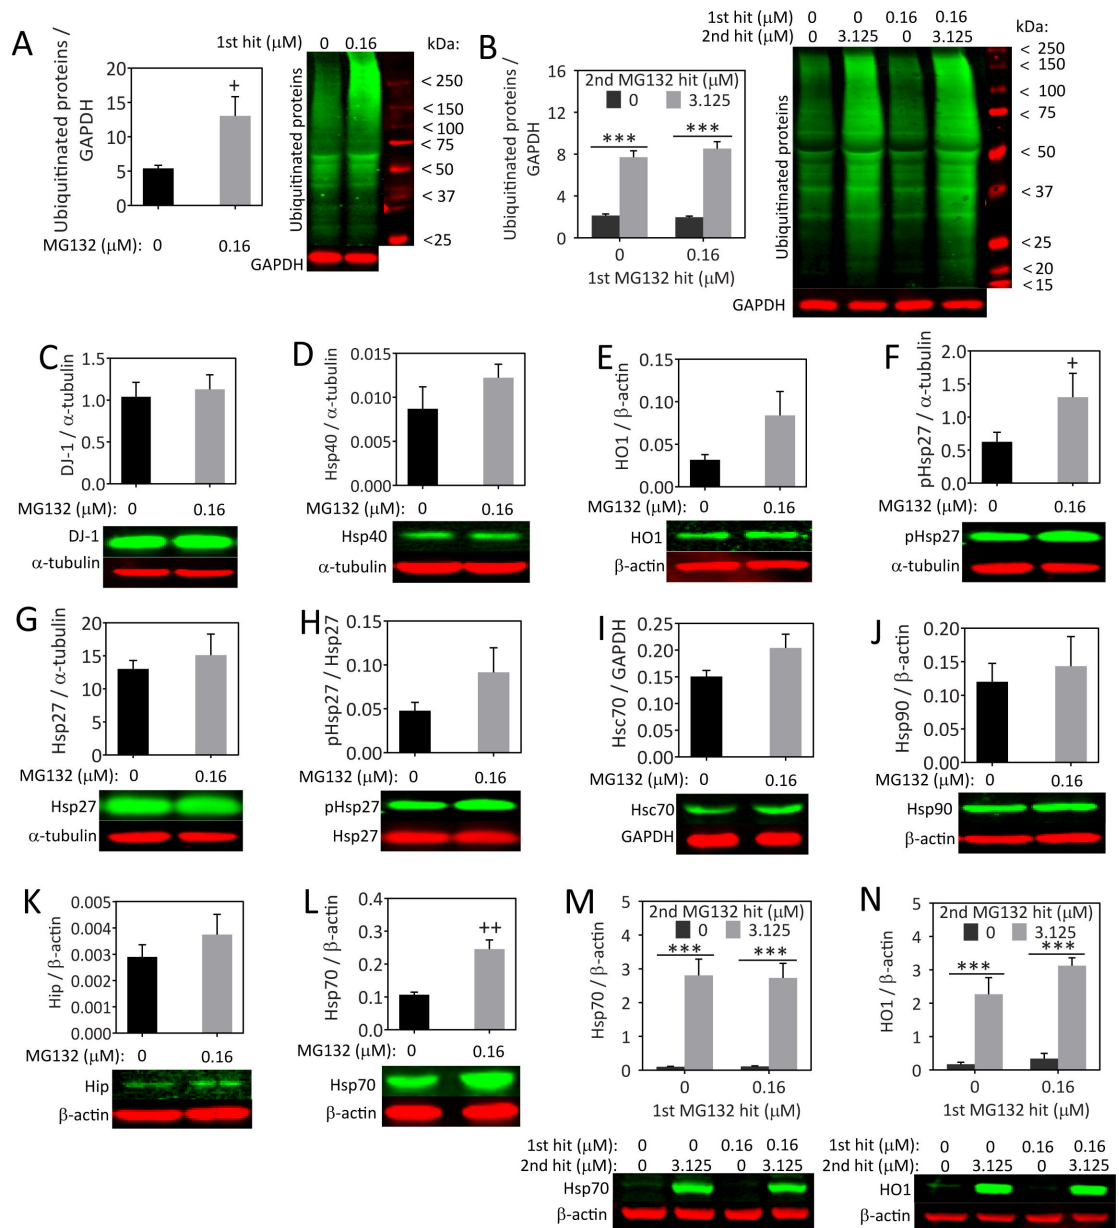 A
Ubiquitinated proteins /
GAPDH
20
15
10
5
0
+
MG132 (μM): 0 0.16
1st hit (μM) 0 0.16 kDa:
Ubiquitinated proteins
< 250
< 150
< 100
< 75
< 50
< 37
< 25
GAPDH
B
Ubiquitinated proteins /
GAPDH
16
12
8
4
0
2nd MG132 hit (μM)
0 3.125
*** ***
0 0.16
1st MG132 hit (μM)
1st hit (μM) 0 0 0.16 0.16
2nd hit (μM) 0 3.125 0 3.125
kDa:
Ubiquitinated proteins
< 250
< 150
< 100
< 75
< 50
< 37
< 25
< 20
< 15
GAPDH
C
DJ-1 / α-tubulin
1.5
1.0
0.5
0.0
MG132 (μM): 0 0.16
DJ-1
α-tubulin
D
Hsp40 / α-tubulin
0.015
0.010
0.005
0.000
MG132 (μM): 0 0.16
Hsp40
α-tubulin
E
HO1 / β-actin
0.15
0.10
0.05
0.00
MG132 (μM): 0 0.16
HO1
β-actin
F
pHsp27 / α-tubulin
2.0
1.5
1.0
0.5
0.0
+
MG132 (μM): 0 0.16
pHsp27
α-tubulin
G
Hsp27 / α-tubulin
20
15
10
5
0
MG132 (μM): 0 0.16
Hsp27
α-tubulin
H
pHsp27 / Hsp27
0.15
0.10
0.05
0.00
MG132 (μM): 0 0.16
pHsp27
Hsp27
I
Hsc70 / GAPDH
0.25
0.20
0.15
0.10
0.05
0.00
MG132 (μM): 0 0.16
Hsc70
GAPDH
J
Hsp90 / β-actin
0.20
0.15
0.10
0.05
0.00
MG132 (μM): 0 0.16
Hsp90
β-actin
K
Hip / β-actin
0.005
0.004
0.003
0.002
0.001
0.000
MG132 (μM): 0 0.16
Hip
β-actin
L
Hsp70 / β-actin
0.4
0.3
0.2
0.1
0.0
++
MG132 (μM): 0 0.16
Hsp70
β-actin
M
Hsp70 / β-actin
5
4
3
2
1
0
2nd MG132 hit (μM)
0 3.125
*** ***
0 0.16
1st MG132 hit (μM)
1st hit (μM): 0 0 0.16 0.16
2nd hit (μM): 0 3.125 0 3.125
Hsp70
β-actin
N
HO1 / β-actin
5
4
3
2
1
0
2nd MG132 hit (μM)
0 3.125
*** ***
0 0.16
1st MG132 hit (μM)
1st hit (μM): 0 0 0.16 0.16
2nd hit (μM): 0 3.125 0 3.125
HO1
β-actin